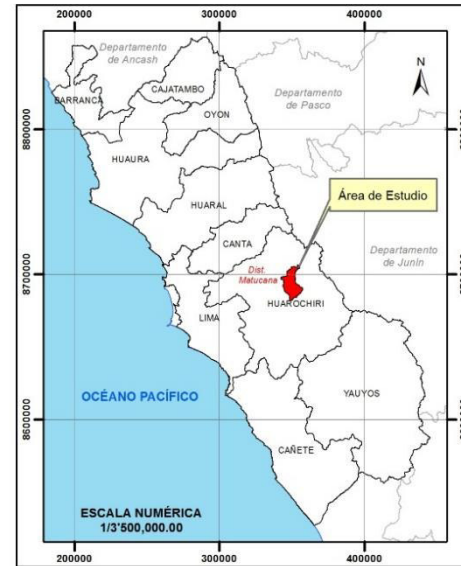 200000 300000 400000
Departamento
de Ancash
N
CAJATAMBO
Departamento
de Pasco
BARRANCA
OYON
8800000
HUAURA
HUARAL
Área de Estudio
CANTA
Departamento
de Junín
Dist.
Matucana
8700000
HUAROCHIRI
LIMA
YAUYOS
OCÉANO PACÍFICO
8600000
CAÑETE
ESCALA NUMÉRICA
1/3'500,000.00
200000 300000 400000